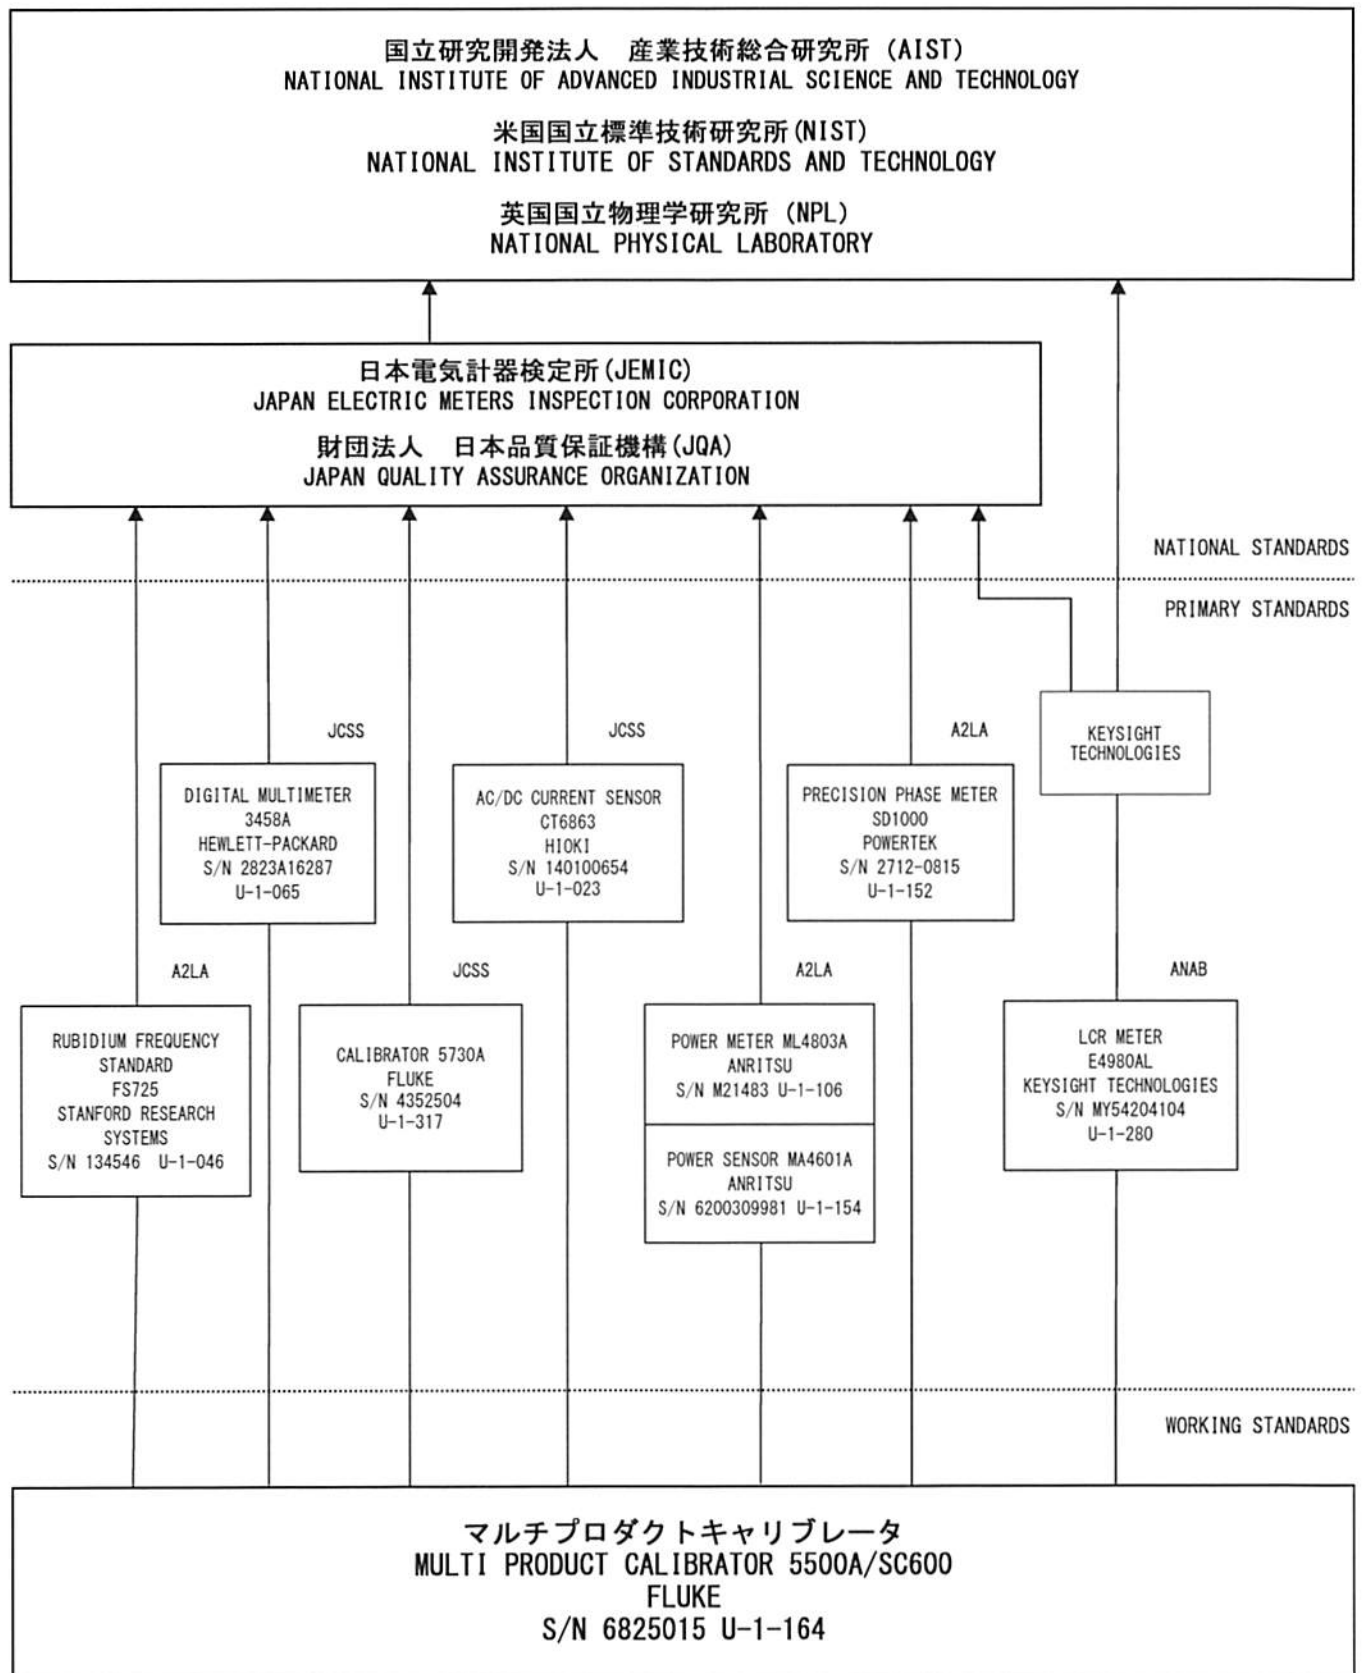 国立研究開発法人　産業技術総合研究所 (AIST)
NATIONAL INSTITUTE OF ADVANCED INDUSTRIAL SCIENCE AND TECHNOLOGY
米国国立標準技術研究所(NIST)
NATIONAL INSTITUTE OF STANDARDS AND TECHNOLOGY
英国国立物理学研究所 (NPL)
NATIONAL PHYSICAL LABORATORY
日本電気計器検定所(JEMIC)
JAPAN ELECTRIC METERS INSPECTION CORPORATION
財団法人　日本品質保証機構(JQA)
JAPAN QUALITY ASSURANCE ORGANIZATION
NATIONAL STANDARDS
PRIMARY STANDARDS
JCSS
DIGITAL MULTIMETER
3458A
HEWLETT-PACKARD
S/N 2823A16287
U-1-065
JCSS
AC/DC CURRENT SENSOR
CT6863
HIOKI
S/N 140100654
U-1-023
A2LA
PRECISION PHASE METER
SD1000
POWERTEK
S/N 2712-0815
U-1-152
KEYSIGHT
TECHNOLOGIES
A2LA
RUBIDIUM FREQUENCY
STANDARD
FS725
STANFORD RESEARCH
SYSTEMS
S/N 134546 U-1-046
JCSS
CALIBRATOR 5730A
FLUKE
S/N 4352504
U-1-317
A2LA
POWER METER ML4803A
ANRITSU
S/N M21483 U-1-106
POWER SENSOR MA4601A
ANRITSU
S/N 6200309981 U-1-154
ANAB
LCR METER
E4980AL
KEYSIGHT TECHNOLOGIES
S/N MY54204104
U-1-280
WORKING STANDARDS
マルチプロダクトキャリブレータ
MULTI PRODUCT CALIBRATOR 5500A/SC600
FLUKE
S/N 6825015 U-1-164